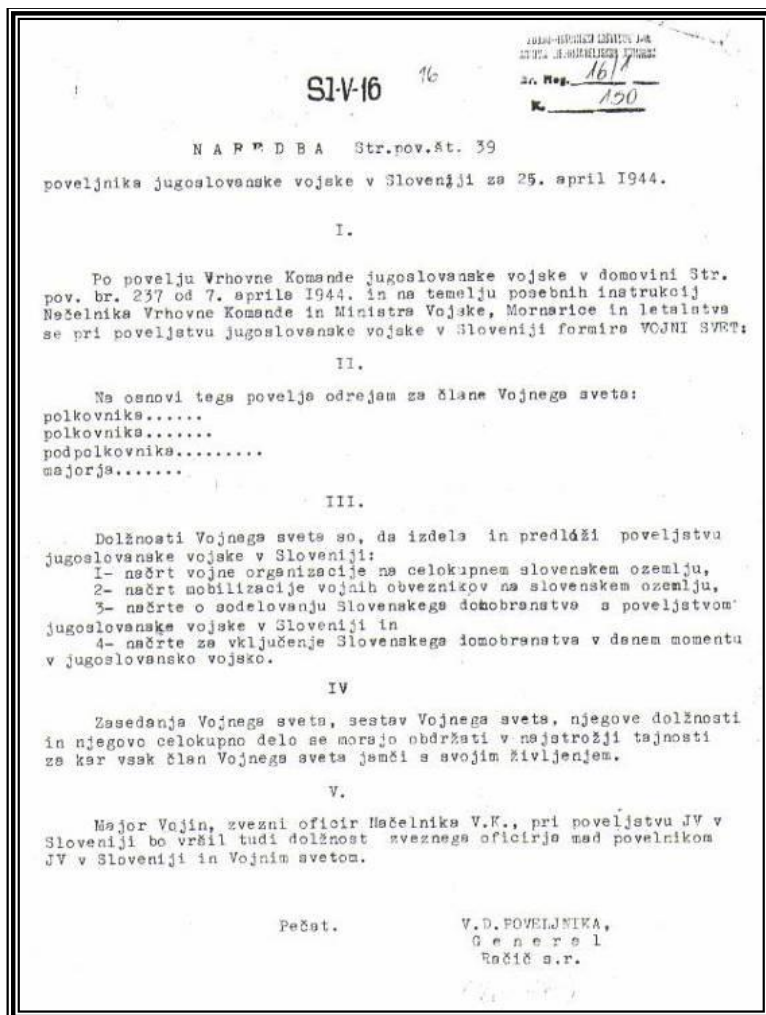 16
SI-V-16
Br. Reg. 16/1
K. 150
N A R E D B A Str.pov.št. 39
poveljnika jugoslovanske vojske v Sloveniji za 25. april I944.
I.
Po povelju Vrhovne Komande jugoslovanske vojske v domovini Str.
pov. br. 237 od 7. aprila I944. in na temelju posebnih instrukcij
Načelnika Vrhovne Komande in Ministra Vojske, Mornarice in letalstva
se pri poveljstvu jugoslovanske vojske v Sloveniji formira VOJNI SVET:
II.
Na osnovi tega povelja odrejam za člane Vojnega sveta:
polkovnika......
polkovnika.......
podpolkovnika.........
majorja.......
III.
Dolžnosti Vojnega sveta so, da izdela in predlaži poveljstvu
jugoslovanske vojske v Sloveniji:
I- načrt vojne organizacije na celokupnem slovenskem ozemlju,
2- načrt mobilizacije vojnih obveznikov na slovenskem ozemlju,
3- načrte o sodelovanju Slovenskega domobranstva s poveljstvom
jugoslovanske vojske v Sloveniji in
4- načrte za vključenje Slovenskega domobranstva v danem momentu
v jugoslovansko vojsko.
IV
Zasedanja Vojnega sveta, sestav Vojnega sveta, njegove dolžnosti
in njegovo celokupno delo se morajo obdržati v najstrožji tajnosti
za kar vsak član Vojnega sveta jamči s svojim življenjem.
V.
Major Vojin, zvezni oficir Načelnika V.K., pri poveljstvu JV v
Sloveniji bo vršil tudi dolžnost zveznega oficirja mad povelnikom
JV v Sloveniji in Vojnim svetom.
Pečat.
V.D.POVELJNIKA,
G e n e r a l
Račič s.r.